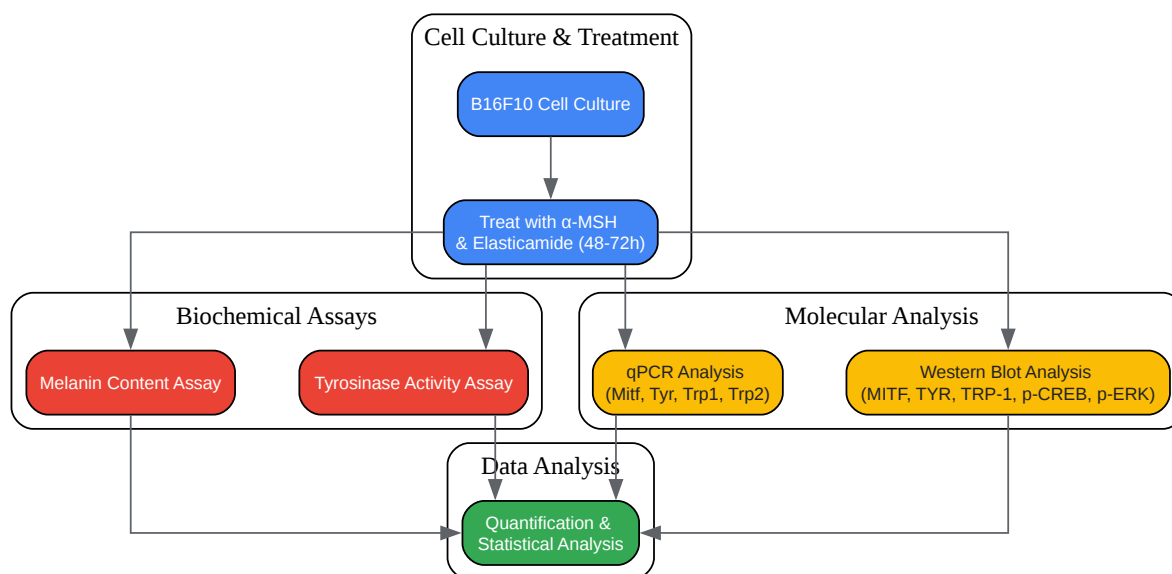 Cell Culture & Treatment
B16F10 Cell Culture
Treat with α-MSH
& Elasticamide (48-72h)
Biochemical Assays
Molecular Analysis
Melanin Content Assay
Tyrosinase Activity Assay
qPCR Analysis
(Mitf, Tyr, Trp1, Trp2)
Western Blot Analysis
(MITF, TYR, TRP-1, p-CREB, p-ERK)
Data Analysis
Quantification &
Statistical Analysis